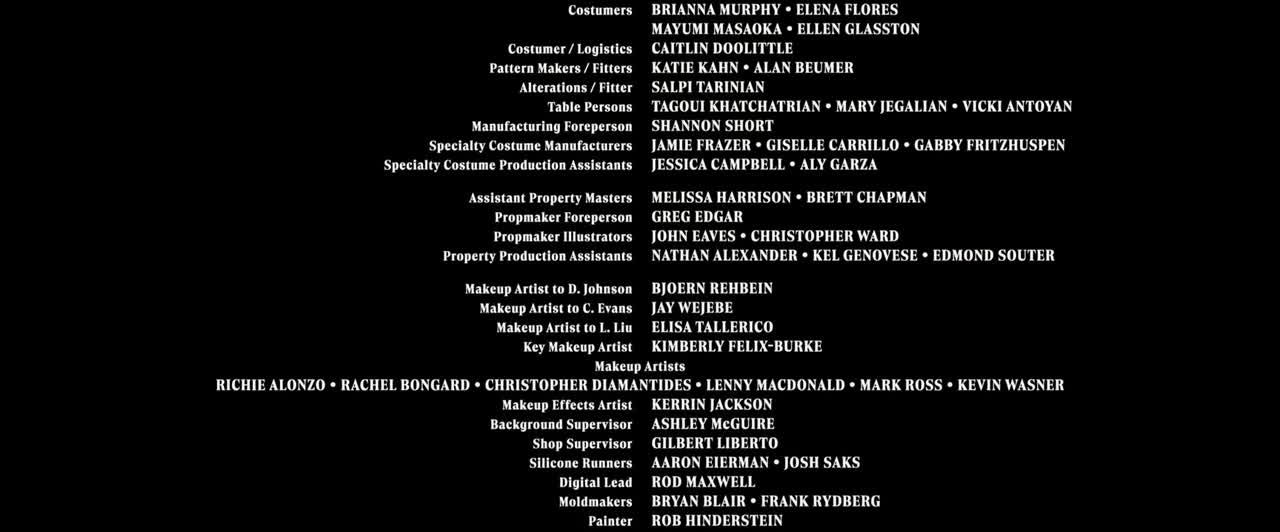 Costumers BRIANNA MURPHY • ELENA FLORES
MAYUMI MASAOKA • ELLEN GLASSTON
Costumer / Logistics CAITLIN DOOLITTLE
Pattern Makers / Fitters KATIE KAHN • ALAN BEUMER
Alterations / Fitter SALPI TARINIAN
Table Persons TAGOUI KHATCHATRIAN • MARY JEGALIAN • VICKI ANTOYAN
Manufacturing Foreperson SHANNON SHORT
Specialty Costume Manufacturers JAMIE FRAZER • GISELLE CARRILLO • GABBY FRITZHUSPEN
Specialty Costume Production Assistants JESSICA CAMPBELL • ALY GARZA
Assistant Property Masters MELISSA HARRISON • BRETT CHAPMAN
Propmaker Foreperson GREG EDGAR
Propmaker Illustrators JOHN EAVES • CHRISTOPHER WARD
Property Production Assistants NATHAN ALEXANDER • KEL GENOVESE • EDMOND SOUTER
Makeup Artist to D. Johnson BJOERN REHBEIN
Makeup Artist to C. Evans JAY WEJEBE
Makeup Artist to L. Liu ELISA TALLERICO
Key Makeup Artist KIMBERLY FELIX-BURKE
Makeup Artists
RICHIE ALONZO • RACHEL BONGARD • CHRISTOPHER DIAMANTIDES • LENNY MACDONALD • MARK ROSS • KEVIN WASNER
Makeup Effects Artist KERRIN JACKSON
Background Supervisor ASHLEY McGUIRE
Shop Supervisor GILBERT LIBERTO
Silicone Runners AARON EIERMAN • JOSH SAKS
Digital Lead ROD MAXWELL
Moldmakers BRYAN BLAIR • FRANK RYDBERG
Painter ROB HINDERSTEIN